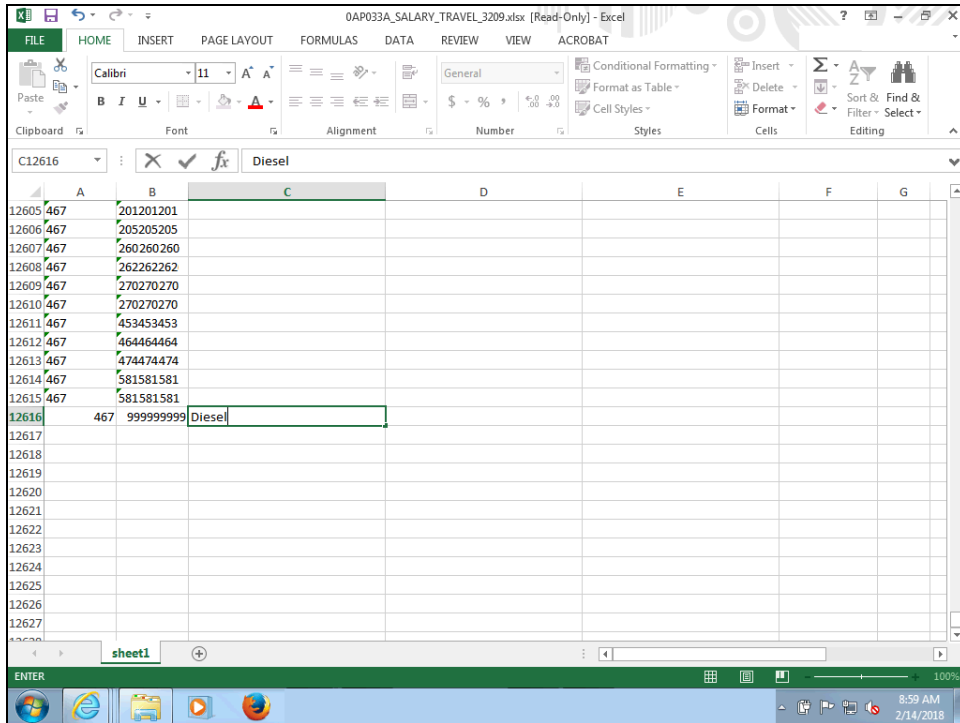 0AP033A_SALARY_TRAVEL_3209.xlsx [Read-Only] - Excel
FILE HOME INSERT PAGE LAYOUT FORMULAS DATA REVIEW VIEW ACROBAT
Paste
Calibri 11 A A
B I U A
General
$ % ,
Conditional Formatting
Format as Table
Cell Styles
Insert
Delete
Format
Sort & Filter
Find & Select
Clipboard Font Alignment Number Styles Cells Editing
C12616 fx Diesel
A B C D E F G
12605 467 201201201
12606 467 205205205
12607 467 260260260
12608 467 262262262
12609 467 270270270
12610 467 270270270
12611 467 453453453
12612 467 464464464
12613 467 474474474
12614 467 581581581
12615 467 581581581
12616 467 999999999 Diesel
12617
12618
12619
12620
12621
12622
12623
12624
12625
12626
12627
sheet1
ENTER 100%
8:59 AM
2/14/2018